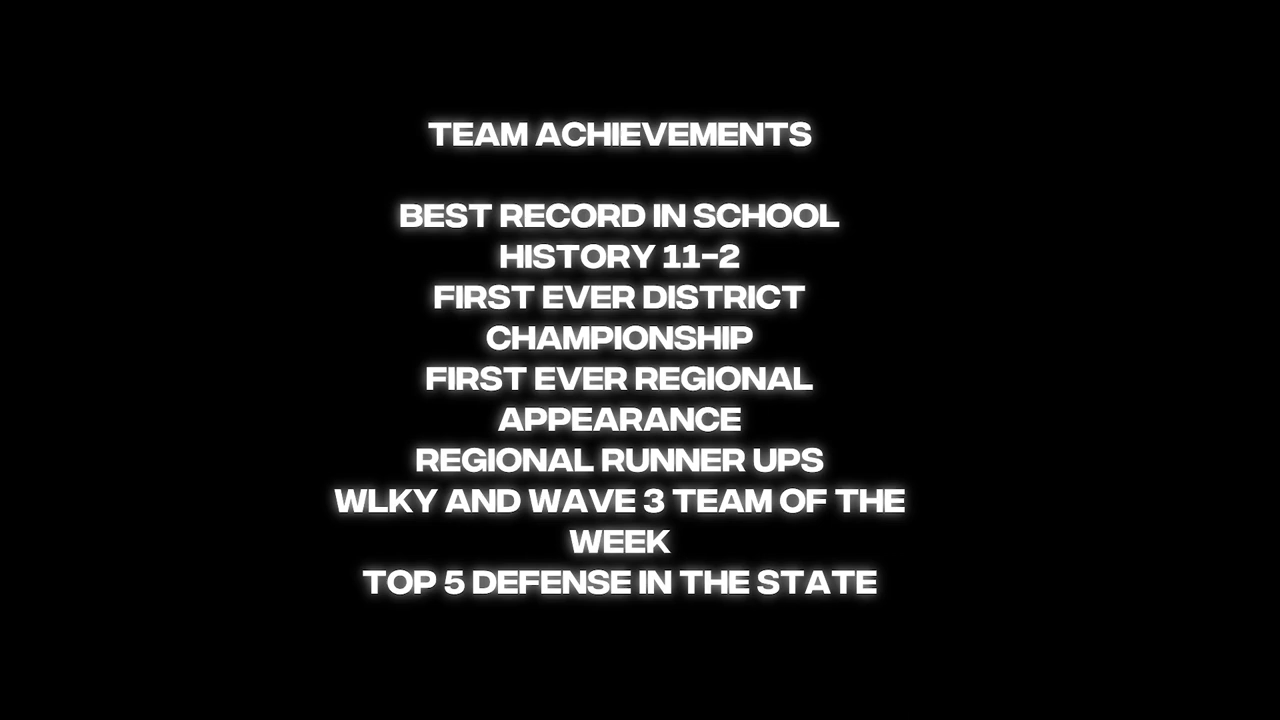 TEAM ACHIEVEMENTS
BEST RECORD IN SCHOOL
HISTORY 11-2
FIRST EVER DISTRICT
CHAMPIONSHIP
FIRST EVER REGIONAL
APPEARANCE
REGIONAL RUNNER UPS
WLKY AND WAVE 3 TEAM OF THE
WEEK
TOP 5 DEFENSE IN THE STATE